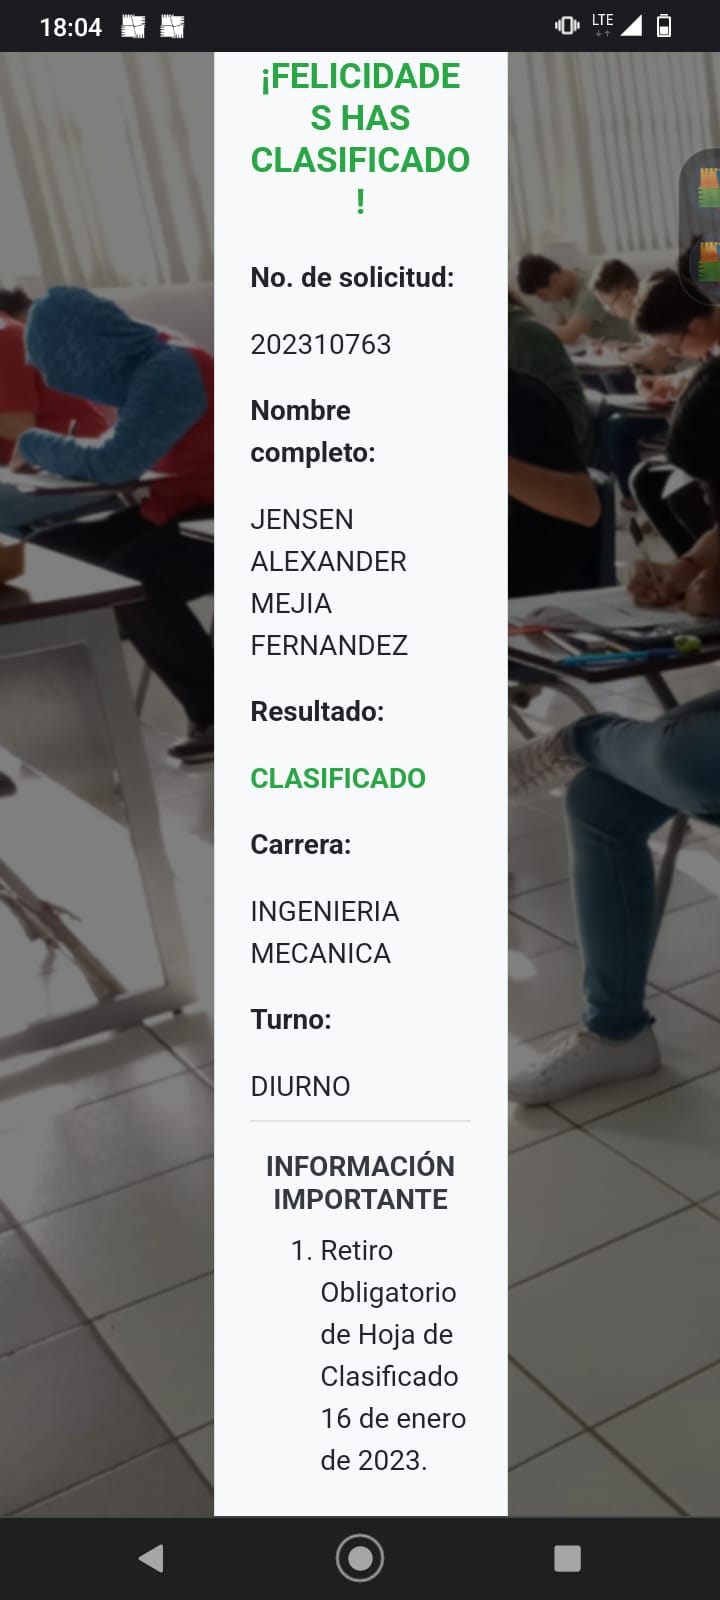 18:04
LTE
¡FELICIDADE
S HAS
CLASIFICADO
!
No. de solicitud:
202310763
Nombre
completo:
JENSEN
ALEXANDER
MEJIA
FERNANDEZ
Resultado:
CLASIFICADO
Carrera:
INGENIERIA
MECANICA
Turno:
DIURNO
INFORMACIÓN
IMPORTANTE
1. Retiro
Obligatorio
de Hoja de
Clasificado
16 de enero
de 2023.